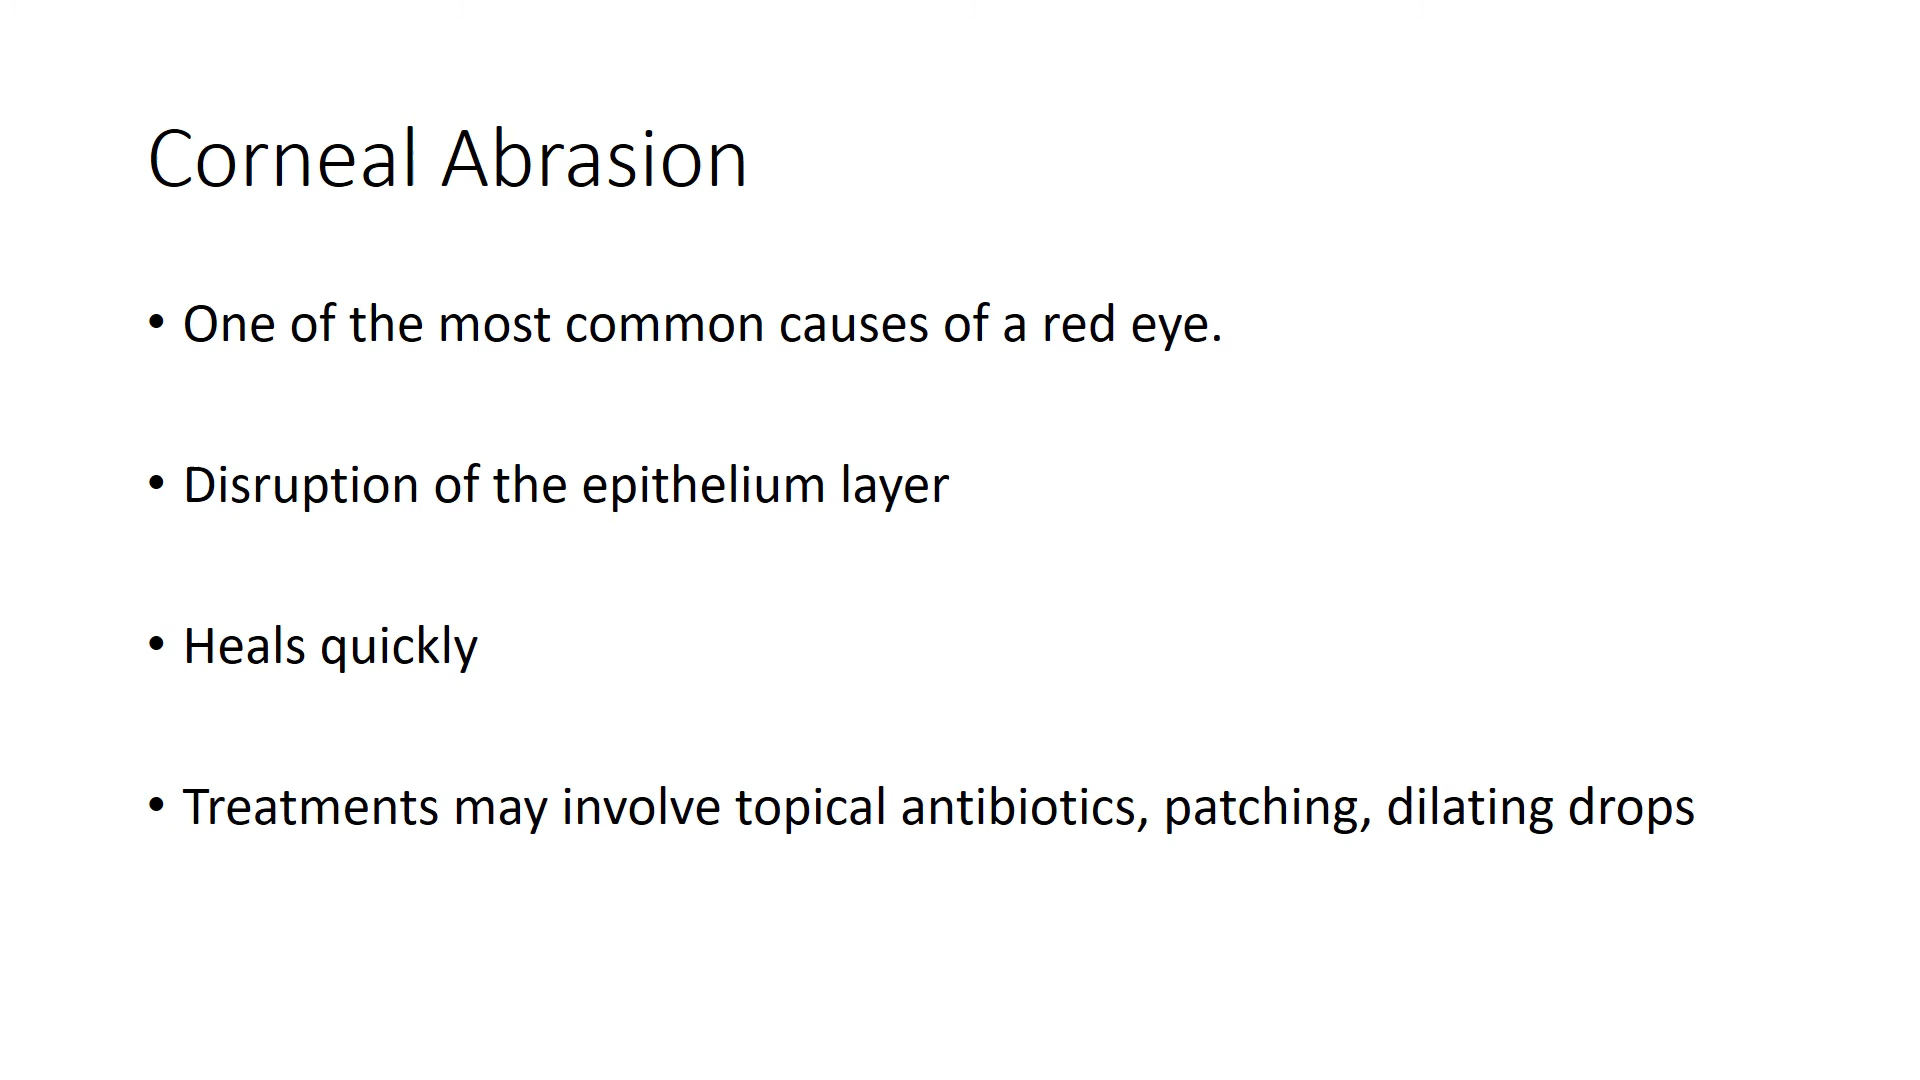 Corneal Abrasion
• One of the most common causes of a red eye.
• Disruption of the epithelium layer
• Heals quickly
• Treatments may involve topical antibiotics, patching, dilating drops